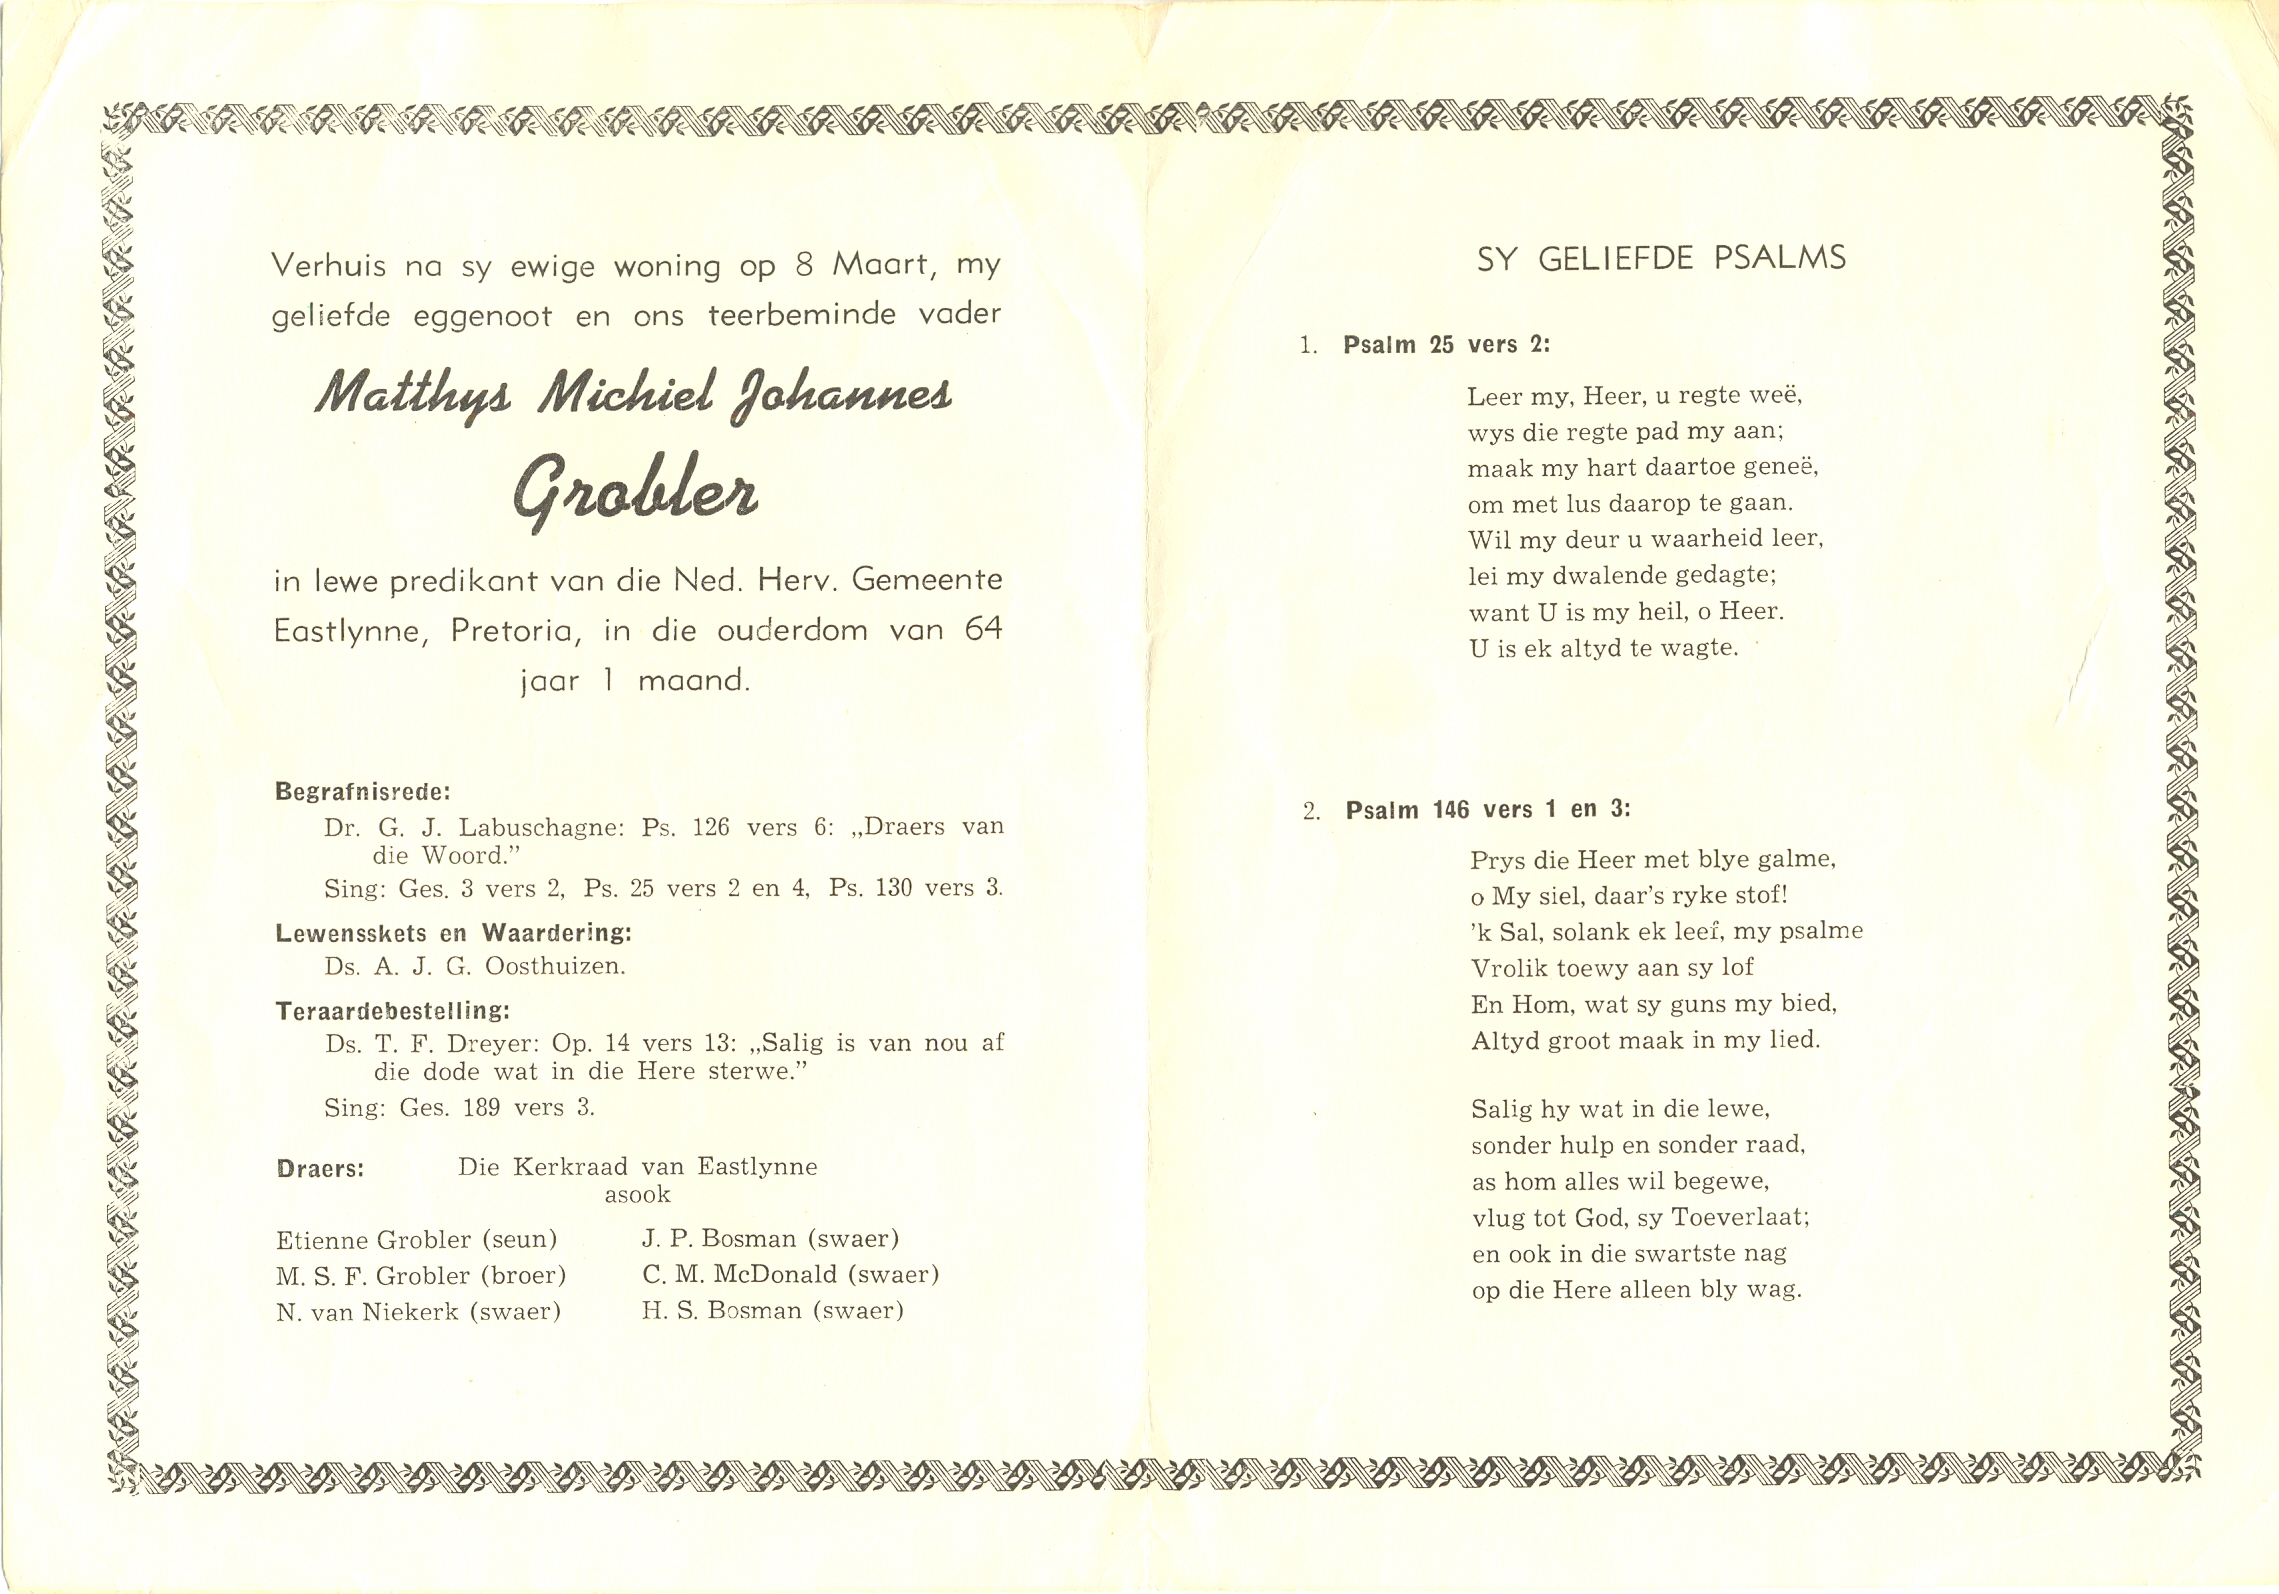 Verhuis na sy ewige woning op 8 Maart, my
geliefde eggenoot en ons teerbeminde vader
Matthys Michiel Johannes
Grobler
in lewe predikant van die Ned. Herv. Gemeente
Eastlynne, Pretoria, in die ouderdom van 64
jaar 1 maand.
Begrafnisrede:
Dr. G. J. Labuschagne: Ps. 126 vers 6: „Draers van
die Woord.”
Sing: Ges. 3 vers 2, Ps. 25 vers 2 en 4, Ps. 130 vers 3.
Lewensskets en Waardering:
Ds. A. J. G. Oosthuizen.
Teraardebestelling:
Ds. T. F. Dreyer: Op. 14 vers 13: „Salig is van nou af
die dode wat in die Here sterwe.”
Sing: Ges. 189 vers 3.
Draers: Die Kerkraad van Eastlynne
asook
Etienne Grobler (seun) J. P. Bosman (swaer)
M. S. F. Grobler (broer) C. M. McDonald (swaer)
N. van Niekerk (swaer) H. S. Bosman (swaer)
SY GELIEFDE PSALMS
1. Psalm 25 vers 2:
Leer my, Heer, u regte weë,
wys die regte pad my aan;
maak my hart daartoe geneë,
om met lus daarop te gaan.
Wil my deur u waarheid leer,
lei my dwalende gedagte;
want U is my heil, o Heer.
U is ek altyd te wagte.
2. Psalm 146 vers 1 en 3:
Prys die Heer met blye galme,
o My siel, daar's ryke stof!
'k Sal, solank ek leef, my psalme
Vrolik toewy aan sy lof
En Hom, wat sy guns my bied,
Altyd groot maak in my lied.
Salig hy wat in die lewe,
sonder hulp en sonder raad,
as hom alles wil begewe,
vlug tot God, sy Toeverlaat;
en ook in die swartste nag
op die Here alleen bly wag.